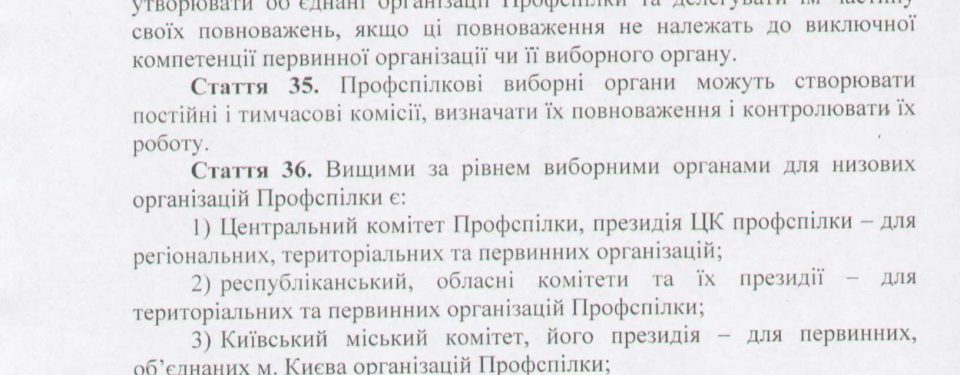 утворювати об'єднані організації Профспілки та делегувати їм частину
своїх повноважень, якщо ці повноваження не належать до виключної
компетенції первинної організації чи її виборного органу.
Стаття 35. Профспілкові виборні органи можуть створювати
постійні і тимчасові комісії, визначати їх повноваження і контролювати їх
роботу.
Стаття 36. Вищими за рівнем виборними органами для низових
організацій Профспілки є:
1) Центральний комітет Профспілки, президія ЦК профспілки – для
регіональних, територіальних та первинних організацій;
2) республіканський, обласні комітети та їх президії – для
територіальних та первинних організацій Профспілки;
3) Київський міський комітет, його президія – для первинних,
об'єднаних м. Києва організацій Профспілки;